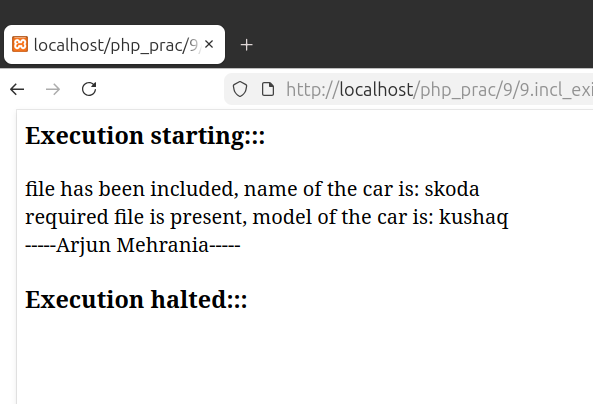 localhost/php_prac/9/
http://localhost/php_prac/9/9.incl_exi
Execution starting:::
file has been included, name of the car is: skoda
required file is present, model of the car is: kushaq
-----Arjun Mehrania-----
Execution halted:::